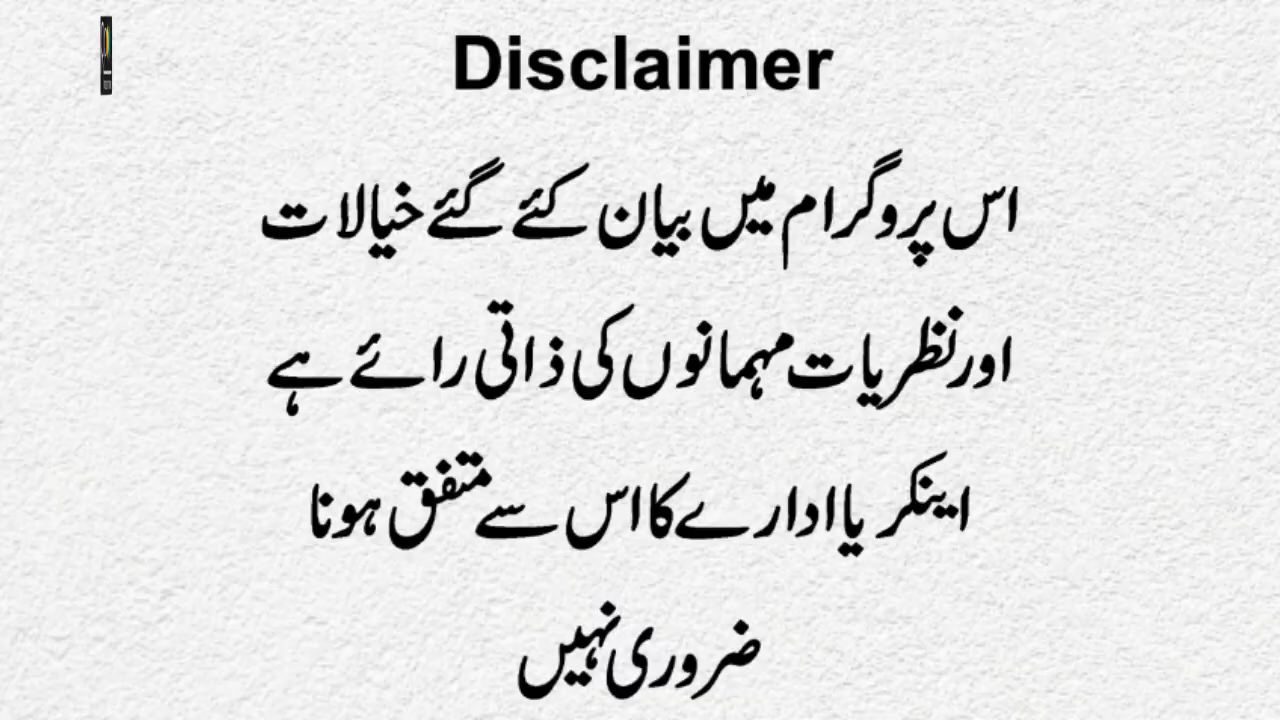 Disclaimer
اس پروگرام میں بیان کئے گئے خیالات
اور نظریات مہمانوں کی ذاتی رائے ہے
اینکر یا ادارے کا اس سے متفق ہونا
ضروری نہیں